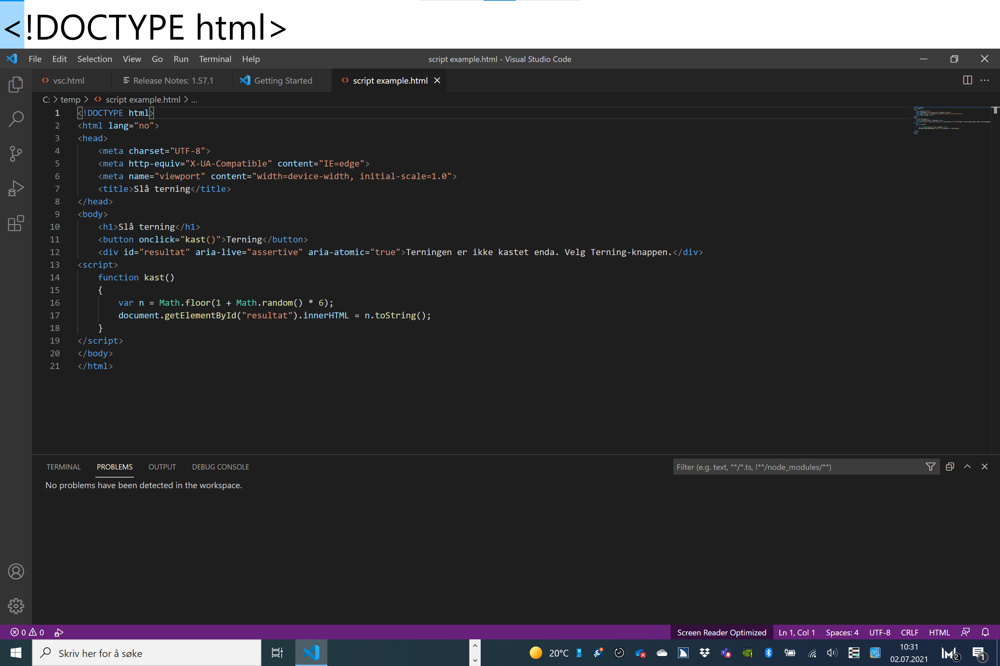 <!DOCTYPE html>
File Edit Selection View Go Run Terminal Help script example.html - Visual Studio Code
vsc.html Release Notes: 1.57.1 Getting Started script example.html
C: > temp > script example.html > ...
1 <!DOCTYPE html>
2 <html lang="no">
3 <head>
4     <meta charset="UTF-8">
5     <meta http-equiv="X-UA-Compatible" content="IE=edge">
6     <meta name="viewport" content="width=device-width, initial-scale=1.0">
7     <title>Slå terning</title>
8 </head>
9 <body>
10     <h1>Slå terning</h1>
11     <button onclick="kast()">Terning</button>
12     <div id="resultat" aria-live="assertive" aria-atomic="true">Terningen er ikke kastet enda. Velg Terning-knappen.</div>
13 <script>
14     function kast()
15     {
16         var n = Math.floor(1 + Math.random() * 6);
17         document.getElementById("resultat").innerHTML = n.toString();
18     }
19 </script>
20 </body>
21 </html>
TERMINAL PROBLEMS OUTPUT DEBUG CONSOLE Filter (e.g. text, **/*.ts, !**/node_modules/**)
No problems have been detected in the workspace.
0 0 Screen Reader Optimized Ln 1, Col 1 Spaces: 4 UTF-8 CRLF HTML
Skriv her for å søke 20°C 10:31
02.07.2021 2 1